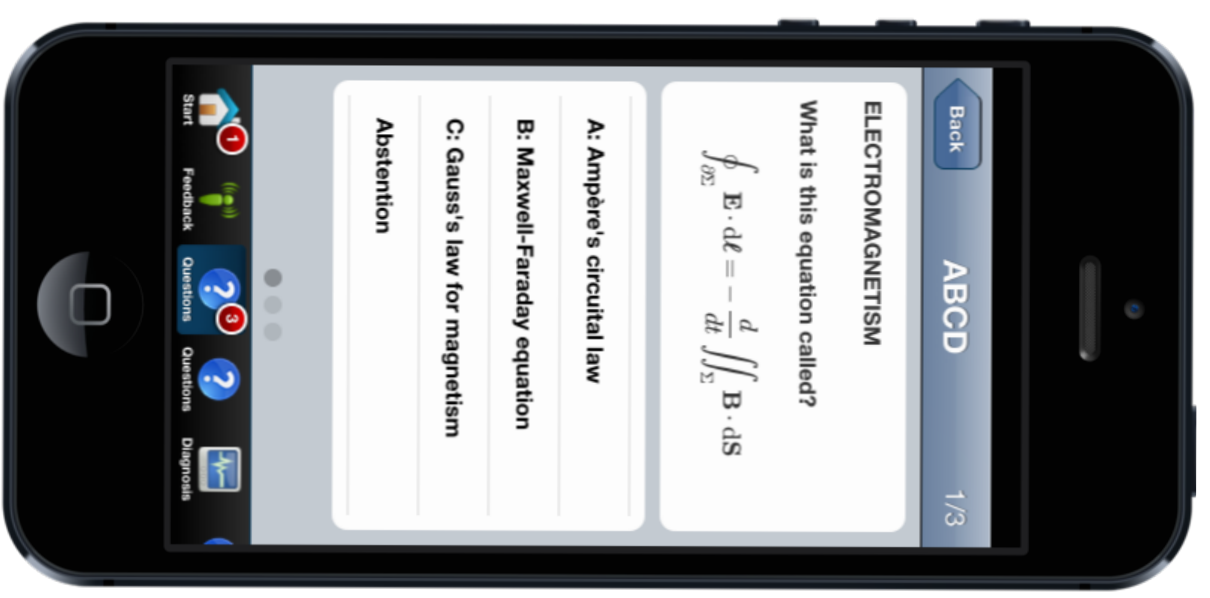 Back ABCD 1/3
ELECTROMAGNETISM
What is this equation called?
∮∂Σ E · dℓ = − d/dt ∬Σ B · dS
A: Ampère's circuital law
B: Maxwell-Faraday equation
C: Gauss's law for magnetism
Abstention
1 3
Start Feedback Questions Questions Diagnosis